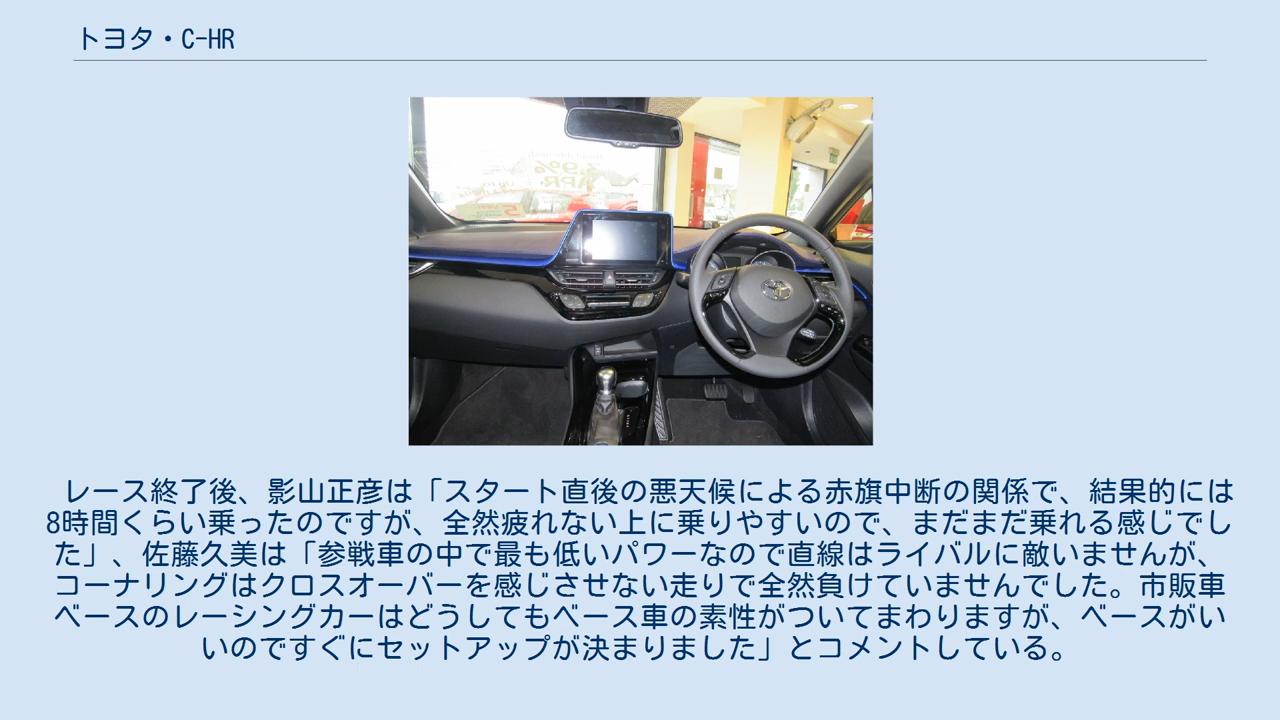 トヨタ・C-HR
3.9%
APR
レース終了後、影山正彦は「スタート直後の悪天候による赤旗中断の関係で、結果的には
8時間くらい乗ったのですが、全然疲れない上に乗りやすいので、まだまだ乗れる感じでし
た」、佐藤久美は「参戦車の中で最も低いパワーなので直線はライバルに敵いませんが、
コーナリングはクロスオーバーを感じさせない走りで全然負けていませんでした。市販車
ベースのレーシングカーはどうしてもベース車の素性がついてまわりますが、ベースがい
いのですぐにセットアップが決まりました」とコメントしている。